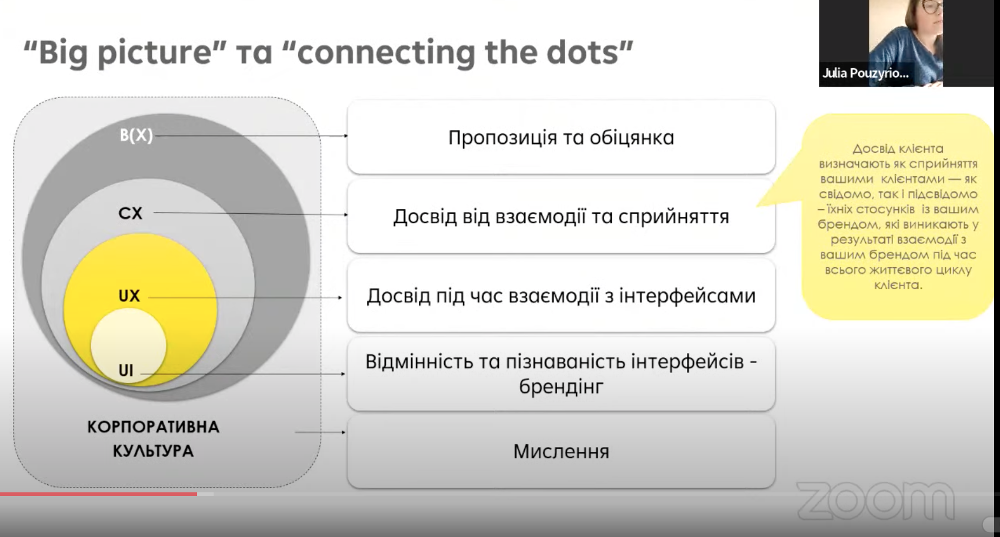 “Big picture” та “connecting the dots”
Julia Pouzyrio...
B(X)
Пропозиція та обіцянка
CX
Досвід від взаємодії та сприйняття
UX
Досвід під час взаємодії з інтерфейсами
UI
Відмінність та пізнаваність інтерфейсів -
брендінг
КОРПОРАТИВНА
КУЛЬТУРА
Мислення
Досвід клієнта
визначають як сприйняття
вашими клієнтами — як
свідомо, так і підсвідомо
– їхніх стосунків із вашим
брендом, які виникають у
результаті взаємодії з
вашим брендом під час
всього життєвого циклу
клієнта.
zoom